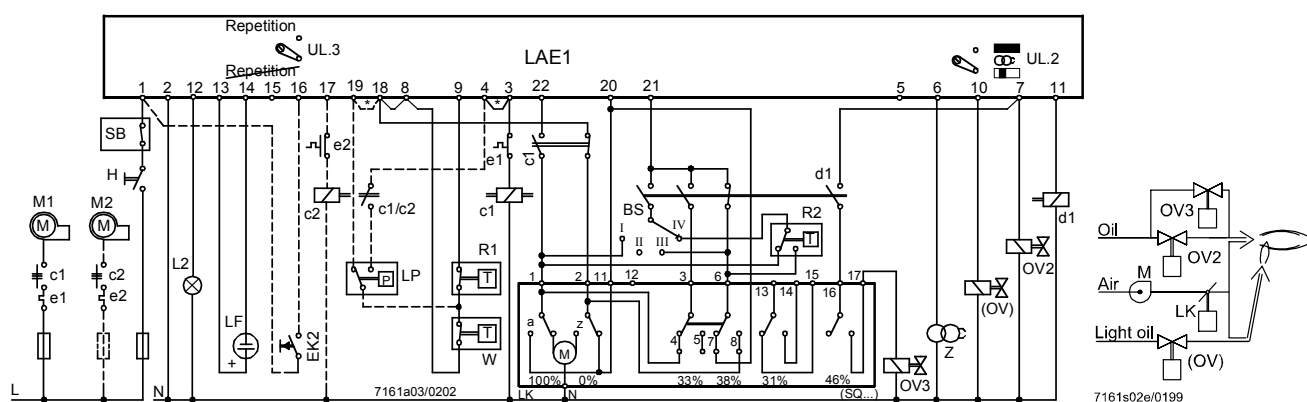 Repetition
UL.3
Repetition
LAE1
UL.2
1 2 12 13 14 15 16 17 19 18 8 9 4 3 22 20 21 5 6 10 7 11
* *
SB
H
M1
M
M2
M
c1
e1
c2
e2
L2
LF
+
EK2
e2
c2
c1/c2
LP
P
R1
T
W
T
e1
c1
c1
BS
I
II
III
IV
d1
R2
T
1 2 11 12 3 6 13 14 15 16 17
a
z
M
4 5 7 8
100% 0% 33% 38% 31% 46%
LK
N
(SQ...)
OV3
Z
(OV)
OV2
d1
L
N
7161a03/0202
OV3
Oil
OV2
Air
M
LK
Light oil
(OV)
7161s02e/0199